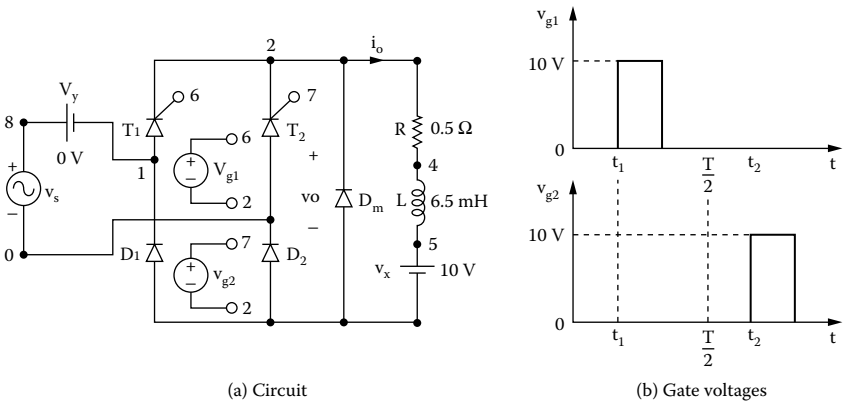 2
i_o
V_y
8
0 V
1
+
v_s
−
0
T1
6
T_2
7
6
+
−
V_g1
2
D1
7
+
−
v_g2
2
D_2
+
vo
−
D_m
R 0.5 Ω
4
L 6.5 mH
5
v_x 10 V
(a) Circuit
v_g1
10 V
0
t_1
T/2
t_2
t
v_g2
10 V
0
t_1
T/2
t_2
t
(b) Gate voltages